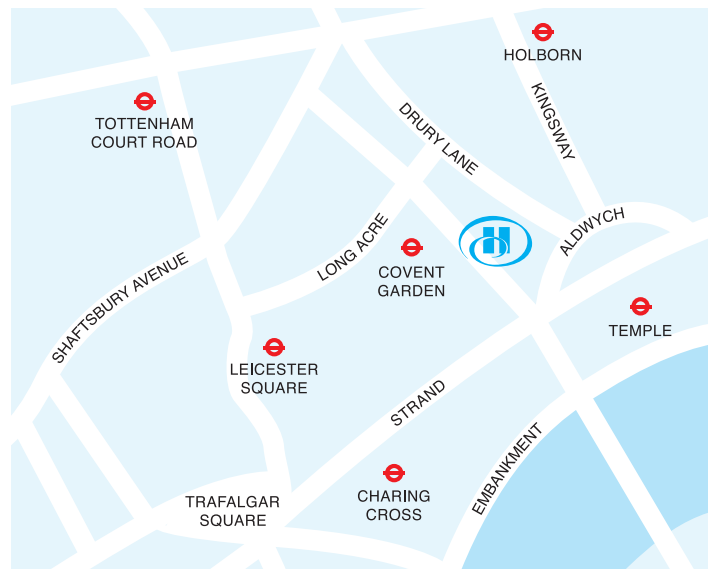 HOLBORN
TOTTENHAM
COURT ROAD
KINGSWAY
DRURY LANE
ALDWYCH
LONG ACRE
SHAFTSBURY AVENUE
COVENT
GARDEN
TEMPLE
LEICESTER
SQUARE
STRAND
EMBANKMENT
TRAFALGAR
SQUARE
CHARING
CROSS